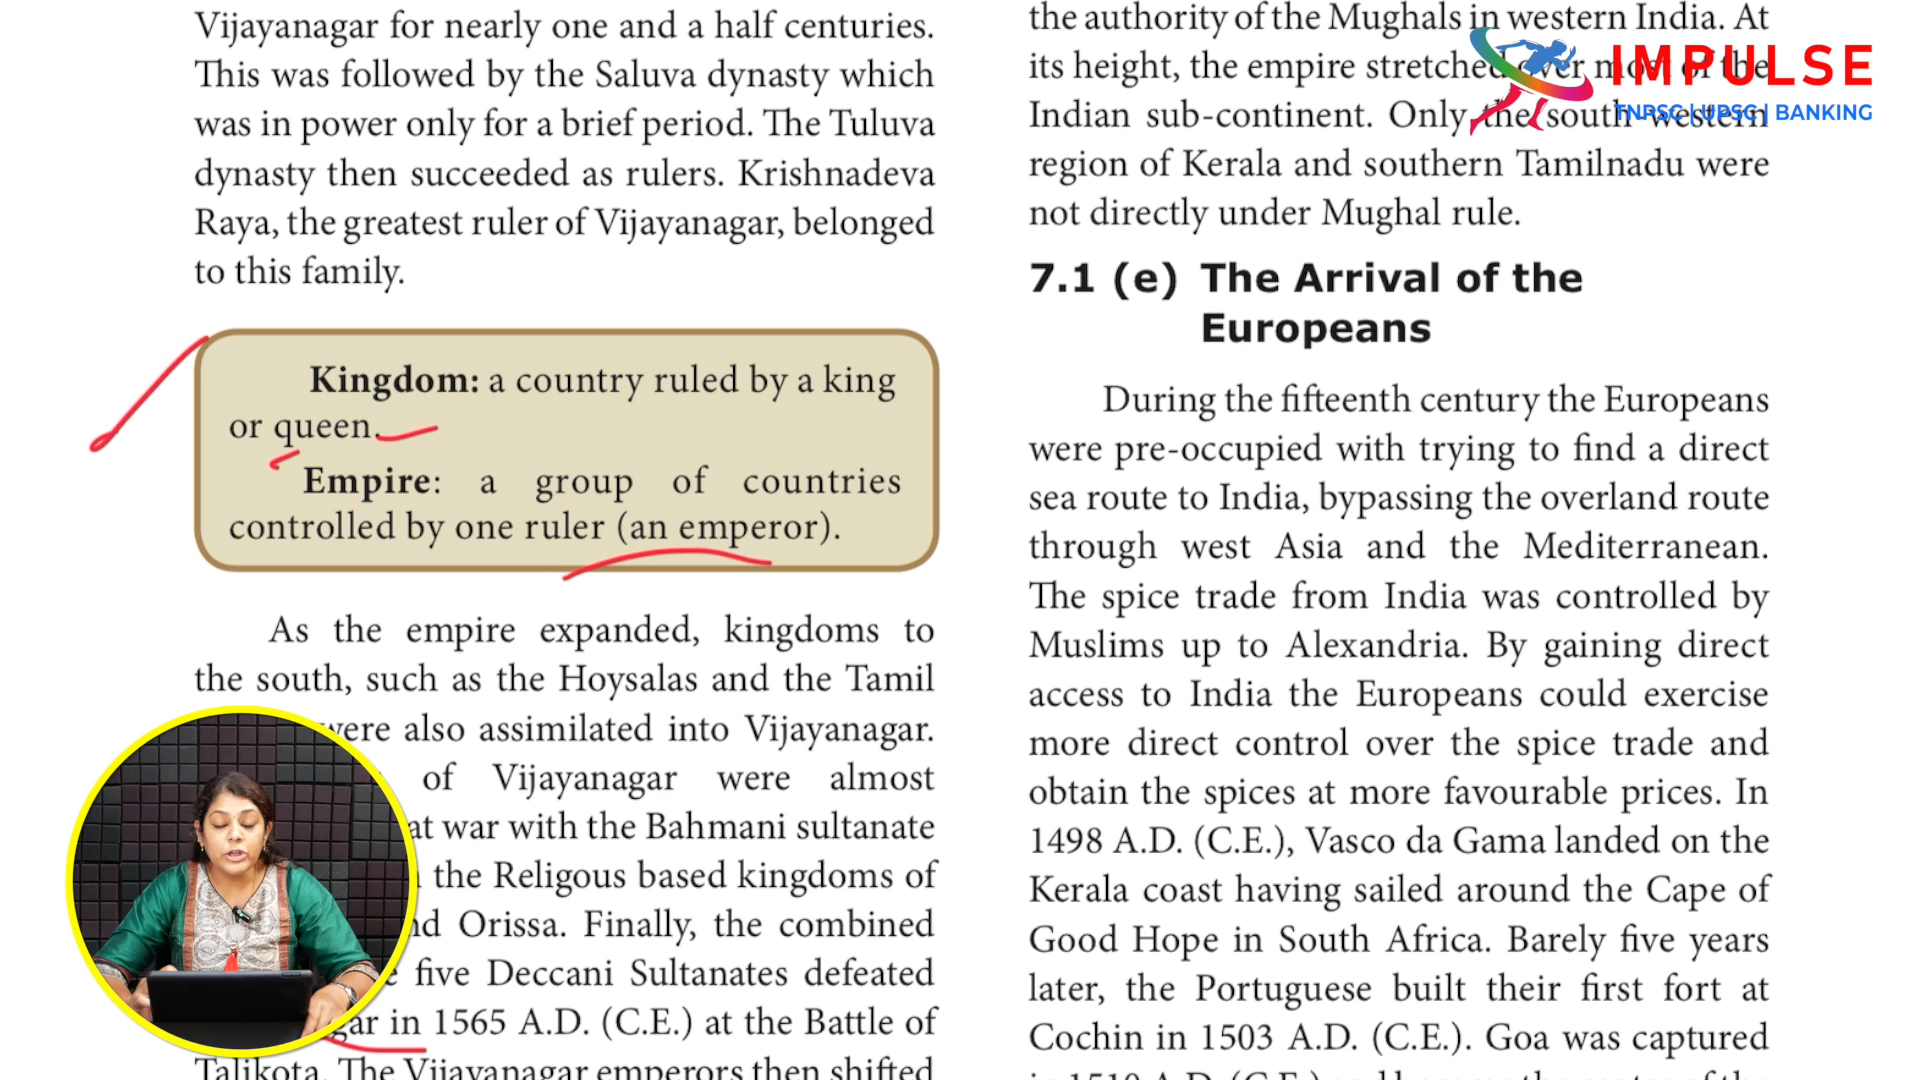 Vijayanagar for nearly one and a half centuries.
This was followed by the Saluva dynasty which
was in power only for a brief period. The Tuluva
dynasty then succeeded as rulers. Krishnadeva
Raya, the greatest ruler of Vijayanagar, belonged
to this family.
Kingdom: a country ruled by a king
or queen.
Empire: a group of countries
controlled by one ruler (an emperor).
As the empire expanded, kingdoms to
the south, such as the Hoysalas and the Tamil
were also assimilated into Vijayanagar.
of Vijayanagar were almost
at war with the Bahmani sultanate
the Religous based kingdoms of
Orissa. Finally, the combined
five Deccani Sultanates defeated
in 1565 A.D. (C.E.) at the Battle of
Talikota. The Vijayanagar emperors then shifted
the authority of the Mughals in western India. At
its height, the empire stretched over most of the
Indian sub-continent. Only the south-western
region of Kerala and southern Tamilnadu were
not directly under Mughal rule.
7.1 (e) The Arrival of the
Europeans
During the fifteenth century the Europeans
were pre-occupied with trying to find a direct
sea route to India, bypassing the overland route
through west Asia and the Mediterranean.
The spice trade from India was controlled by
Muslims up to Alexandria. By gaining direct
access to India the Europeans could exercise
more direct control over the spice trade and
obtain the spices at more favourable prices. In
1498 A.D. (C.E.), Vasco da Gama landed on the
Kerala coast having sailed around the Cape of
Good Hope in South Africa. Barely five years
later, the Portuguese built their first fort at
Cochin in 1503 A.D. (C.E.). Goa was captured
IMPULSE
TNPSC | UPSC | BANKING